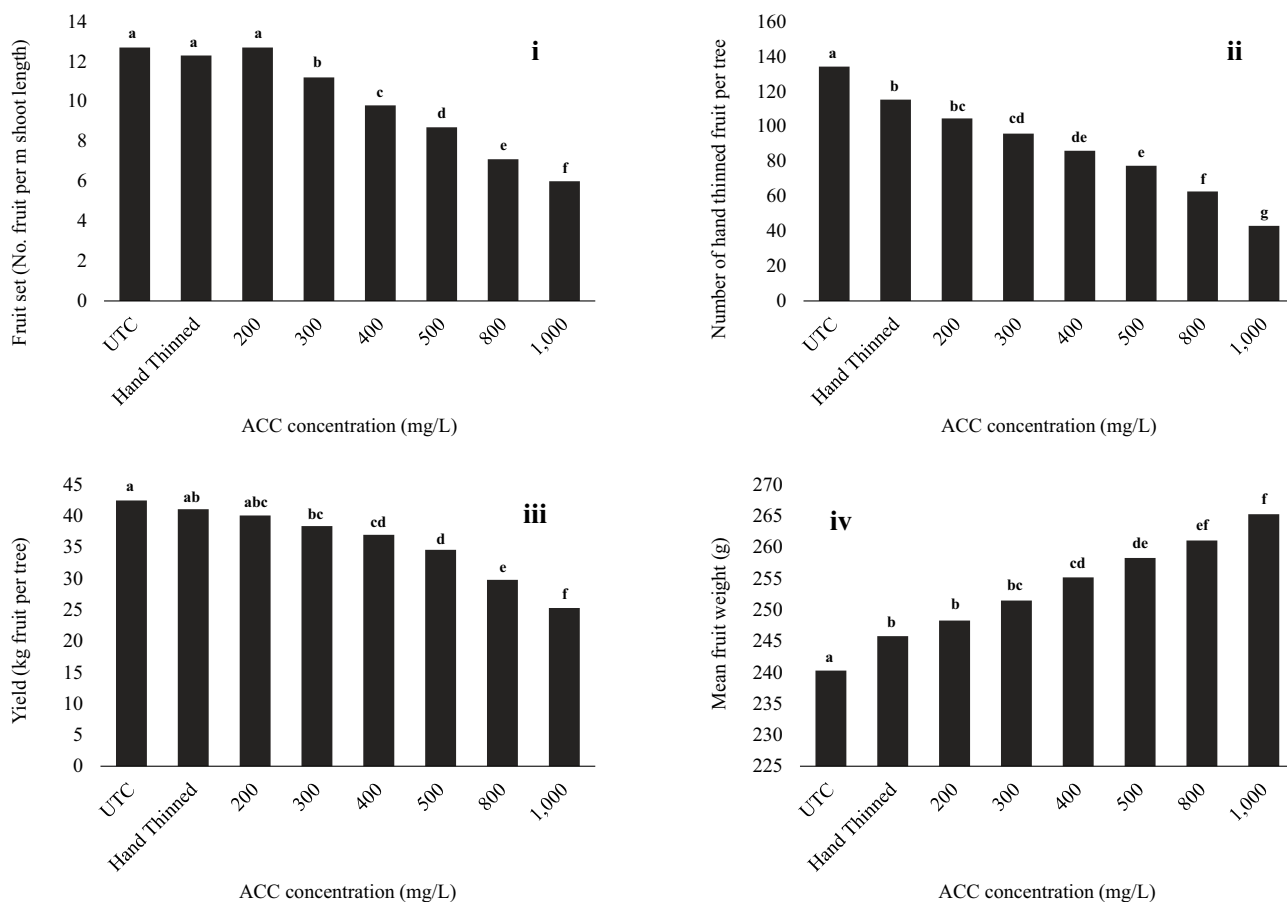 i
Fruit set (No. fruit per m shoot length)
14
12
10
8
6
4
2
0
a
a
a
b
c
d
e
f
UTC
Hand Thinned
200
300
400
500
800
1,000
ACC concentration (mg/L)
ii
Number of hand thinned fruit per tree
160
140
120
100
80
60
40
20
0
a
b
bc
cd
de
e
f
g
UTC
Hand Thinned
200
300
400
500
800
1,000
ACC concentration (mg/L)
iii
Yield (kg fruit per tree)
45
40
35
30
25
20
15
10
5
0
a
ab
abc
bc
cd
d
e
f
UTC
Hand Thinned
200
300
400
500
800
1,000
ACC concentration (mg/L)
iv
Mean fruit weight (g)
270
265
260
255
250
245
240
235
230
225
a
b
b
bc
cd
de
ef
f
UTC
Hand Thinned
200
300
400
500
800
1,000
ACC concentration (mg/L)